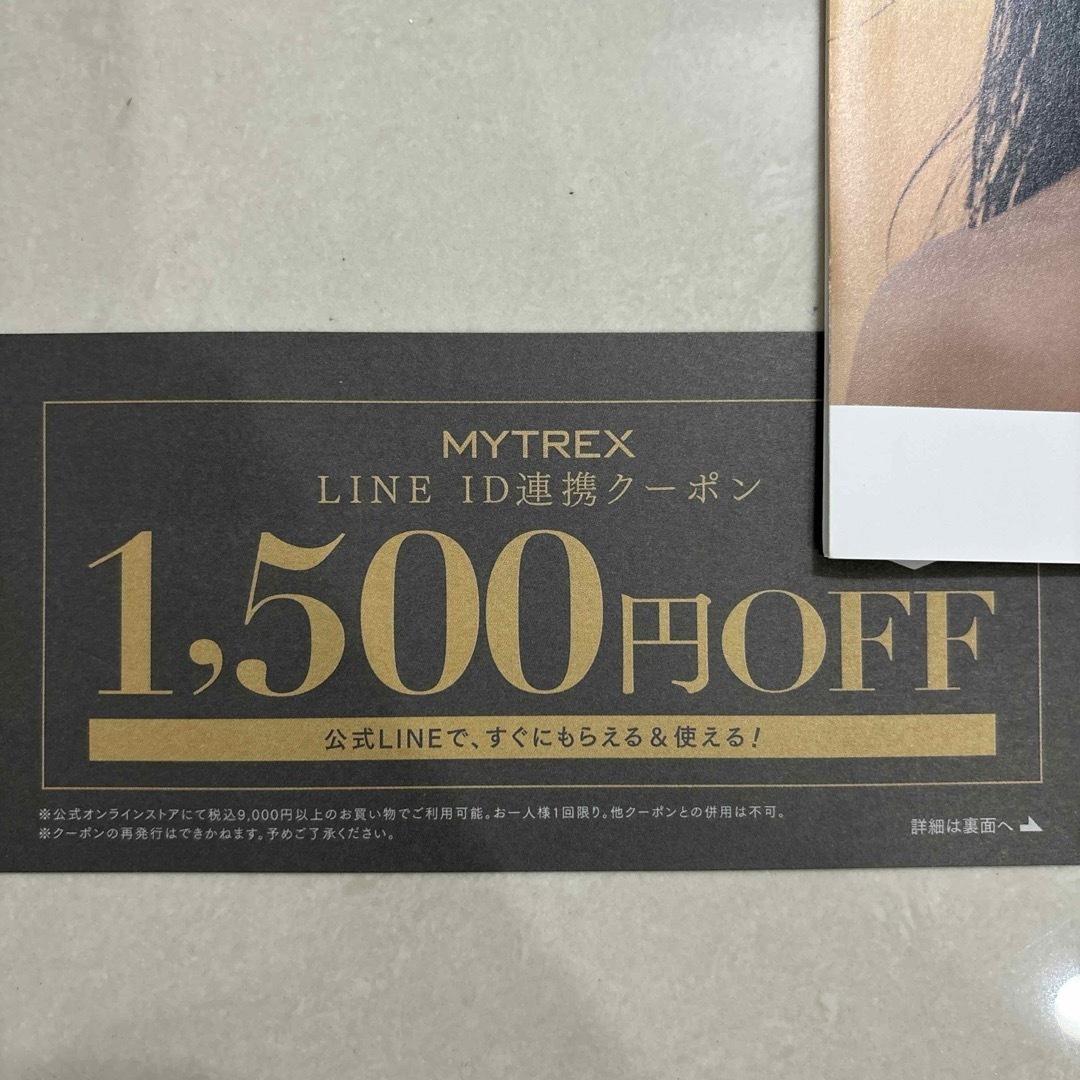 MYTREX
LINE ID連携クーポン
1,500円OFF
公式LINEで、すぐにもらえる&使える!
※公式オンラインストアにて税込9,000円以上のお買い物でご利用可能。お一人様1回限り。他クーポンとの併用は不可。
※クーポンの再発行はできかねます。予めご了承ください。
詳細は裏面へ